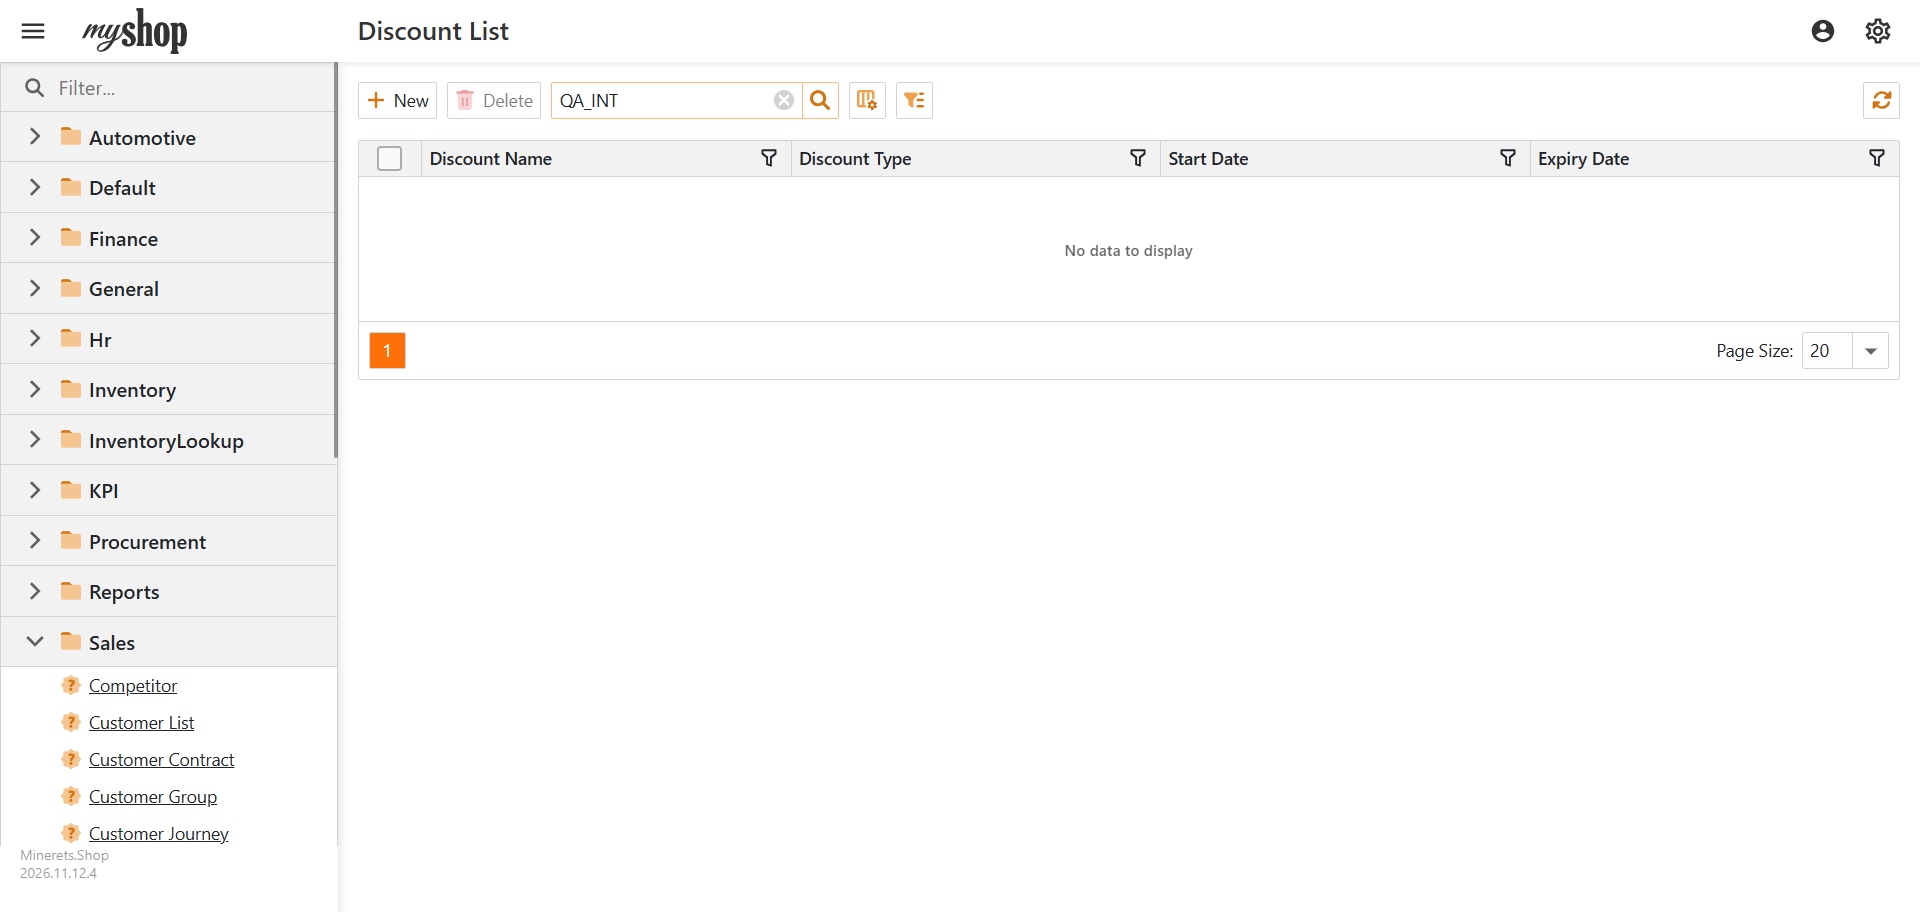 myshop
Discount List
Filter...
New
Delete
QA_INT
Automotive
Default
Finance
General
Hr
Inventory
InventoryLookup
KPI
Procurement
Reports
Sales
Competitor
Customer List
Customer Contract
Customer Group
Customer Journey
Minerets.Shop
2026.11.12.4
Discount Name
Discount Type
Start Date
Expiry Date
No data to display
1
Page Size:
20